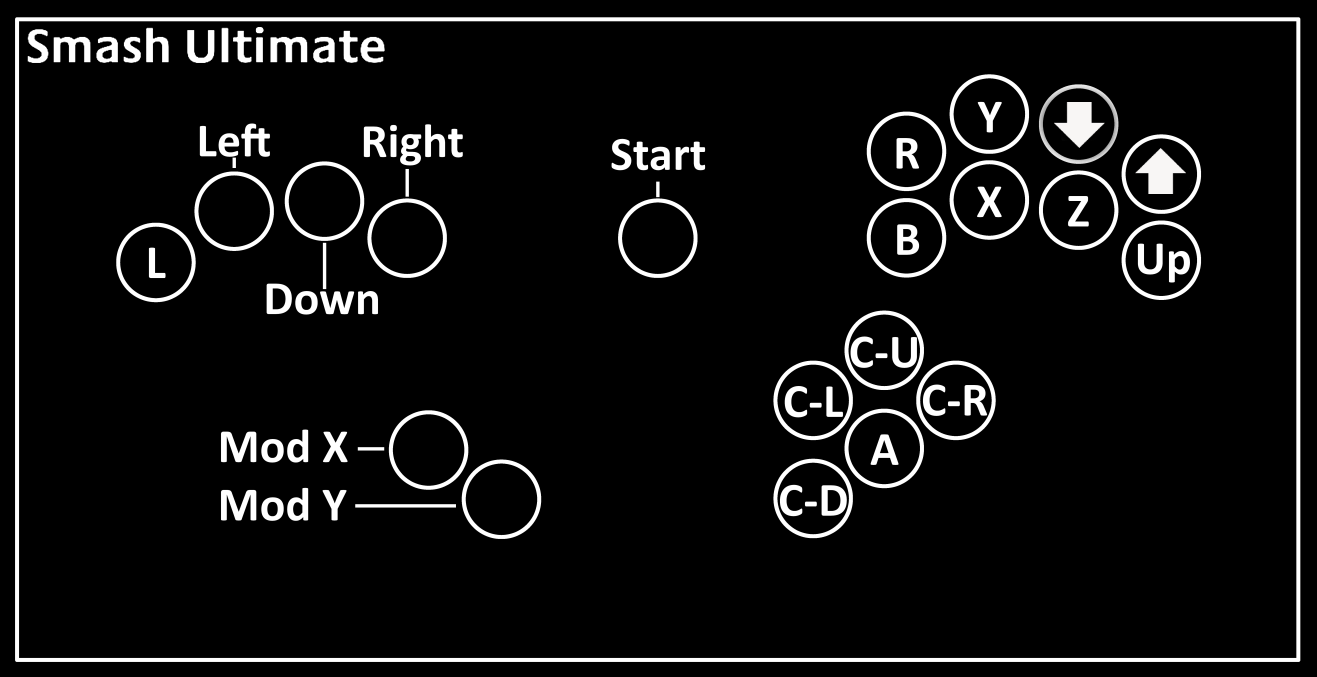 Smash Ultimate
Left
Right
Start
L
Down
R
Y
X
B
Z
Up
C-U
C-L
C-R
A
C-D
Mod X
Mod Y